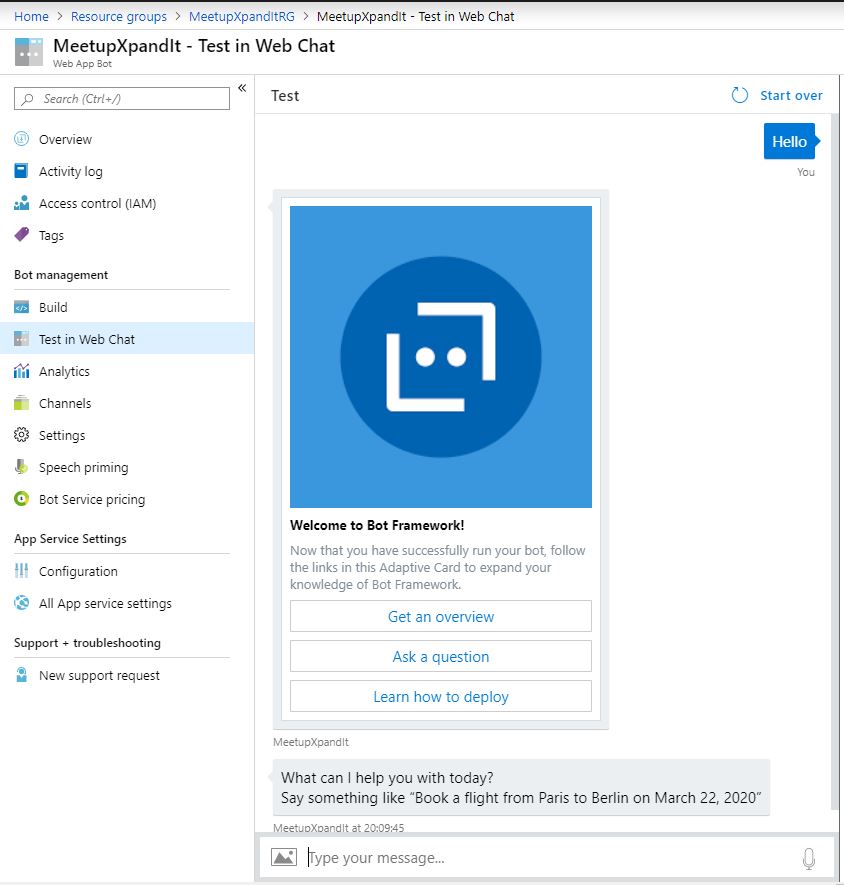 Home > Resource groups > MeetupXpandItRG > MeetupXpandIt - Test in Web Chat
MeetupXpandIt - Test in Web Chat
Web App Bot
Search (Ctrl+/)
«
Overview
Activity log
Access control (IAM)
Tags
Bot management
Build
Test in Web Chat
Analytics
Channels
Settings
Speech priming
Bot Service pricing
App Service Settings
Configuration
All App service settings
Support + troubleshooting
New support request
Test
Start over
Hello
You
Welcome to Bot Framework!
Now that you have successfully run your bot, follow
the links in this Adaptive Card to expand your
knowledge of Bot Framework.
Get an overview
Ask a question
Learn how to deploy
MeetupXpandIt
What can I help you with today?
Say something like “Book a flight from Paris to Berlin on March 22, 2020”
MeetupXpandIt at 20:09:45
Type your message...